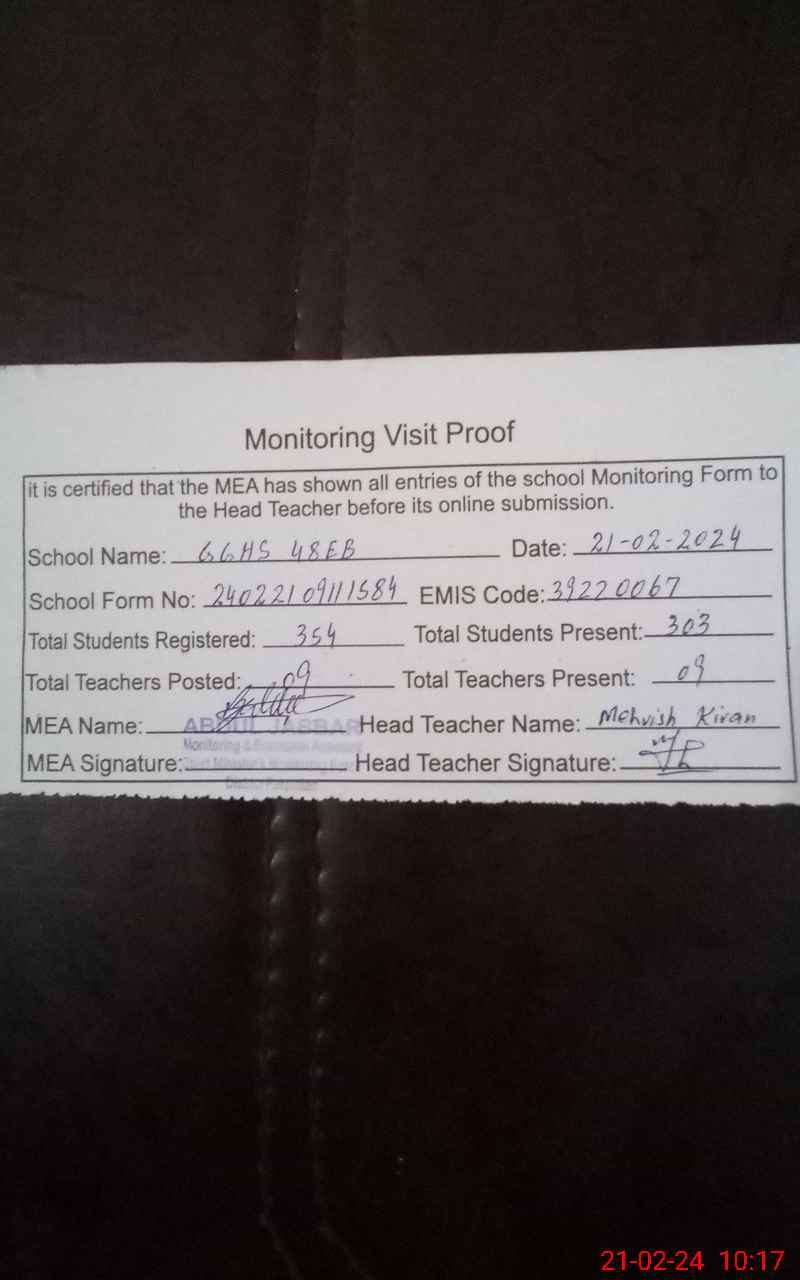 Monitoring Visit Proof
it is certified that the MEA has shown all entries of the school Monitoring Form to
the Head Teacher before its online submission.
School Name: GGHS 48EB Date: 21-02-2024
School Form No: 24022109111584 EMIS Code: 39220067
Total Students Registered: 354 Total Students Present: 303
Total Teachers Posted: 09 Total Teachers Present: 09
MEA Name: ABDUL JABBAR Head Teacher Name: Mehvish Kiran
Monitoring & Evaluation Assistant
MEA Signature: Head Teacher Signature:
District
21-02-24 10:17